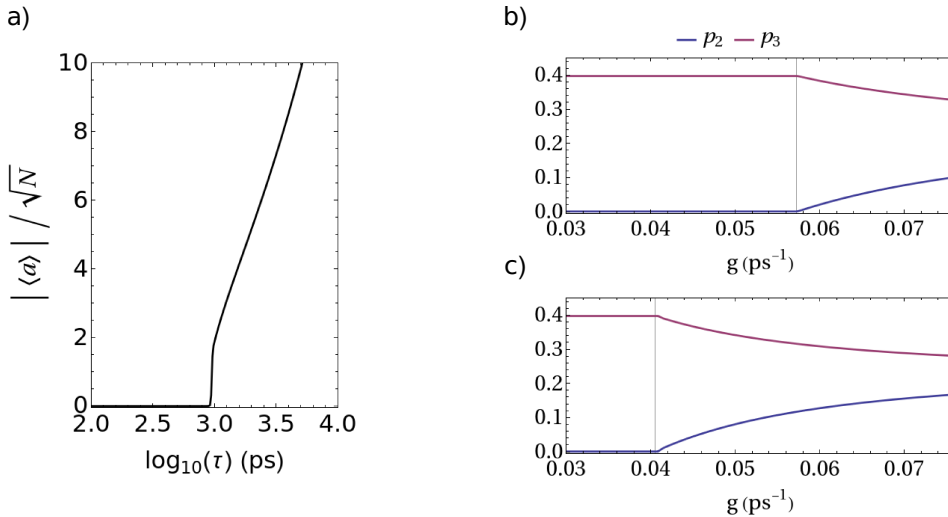 a)
10
8
6
4
2
0
|⟨a⟩| / √N
2.0 2.5 3.0 3.5 4.0
log₁₀(τ) (ps)
b)
p₂ p₃
0.4
0.3
0.2
0.1
0.0
0.03 0.04 0.05 0.06 0.07
g (ps⁻¹)
c)
0.4
0.3
0.2
0.1
0.0
0.03 0.04 0.05 0.06 0.07
g (ps⁻¹)